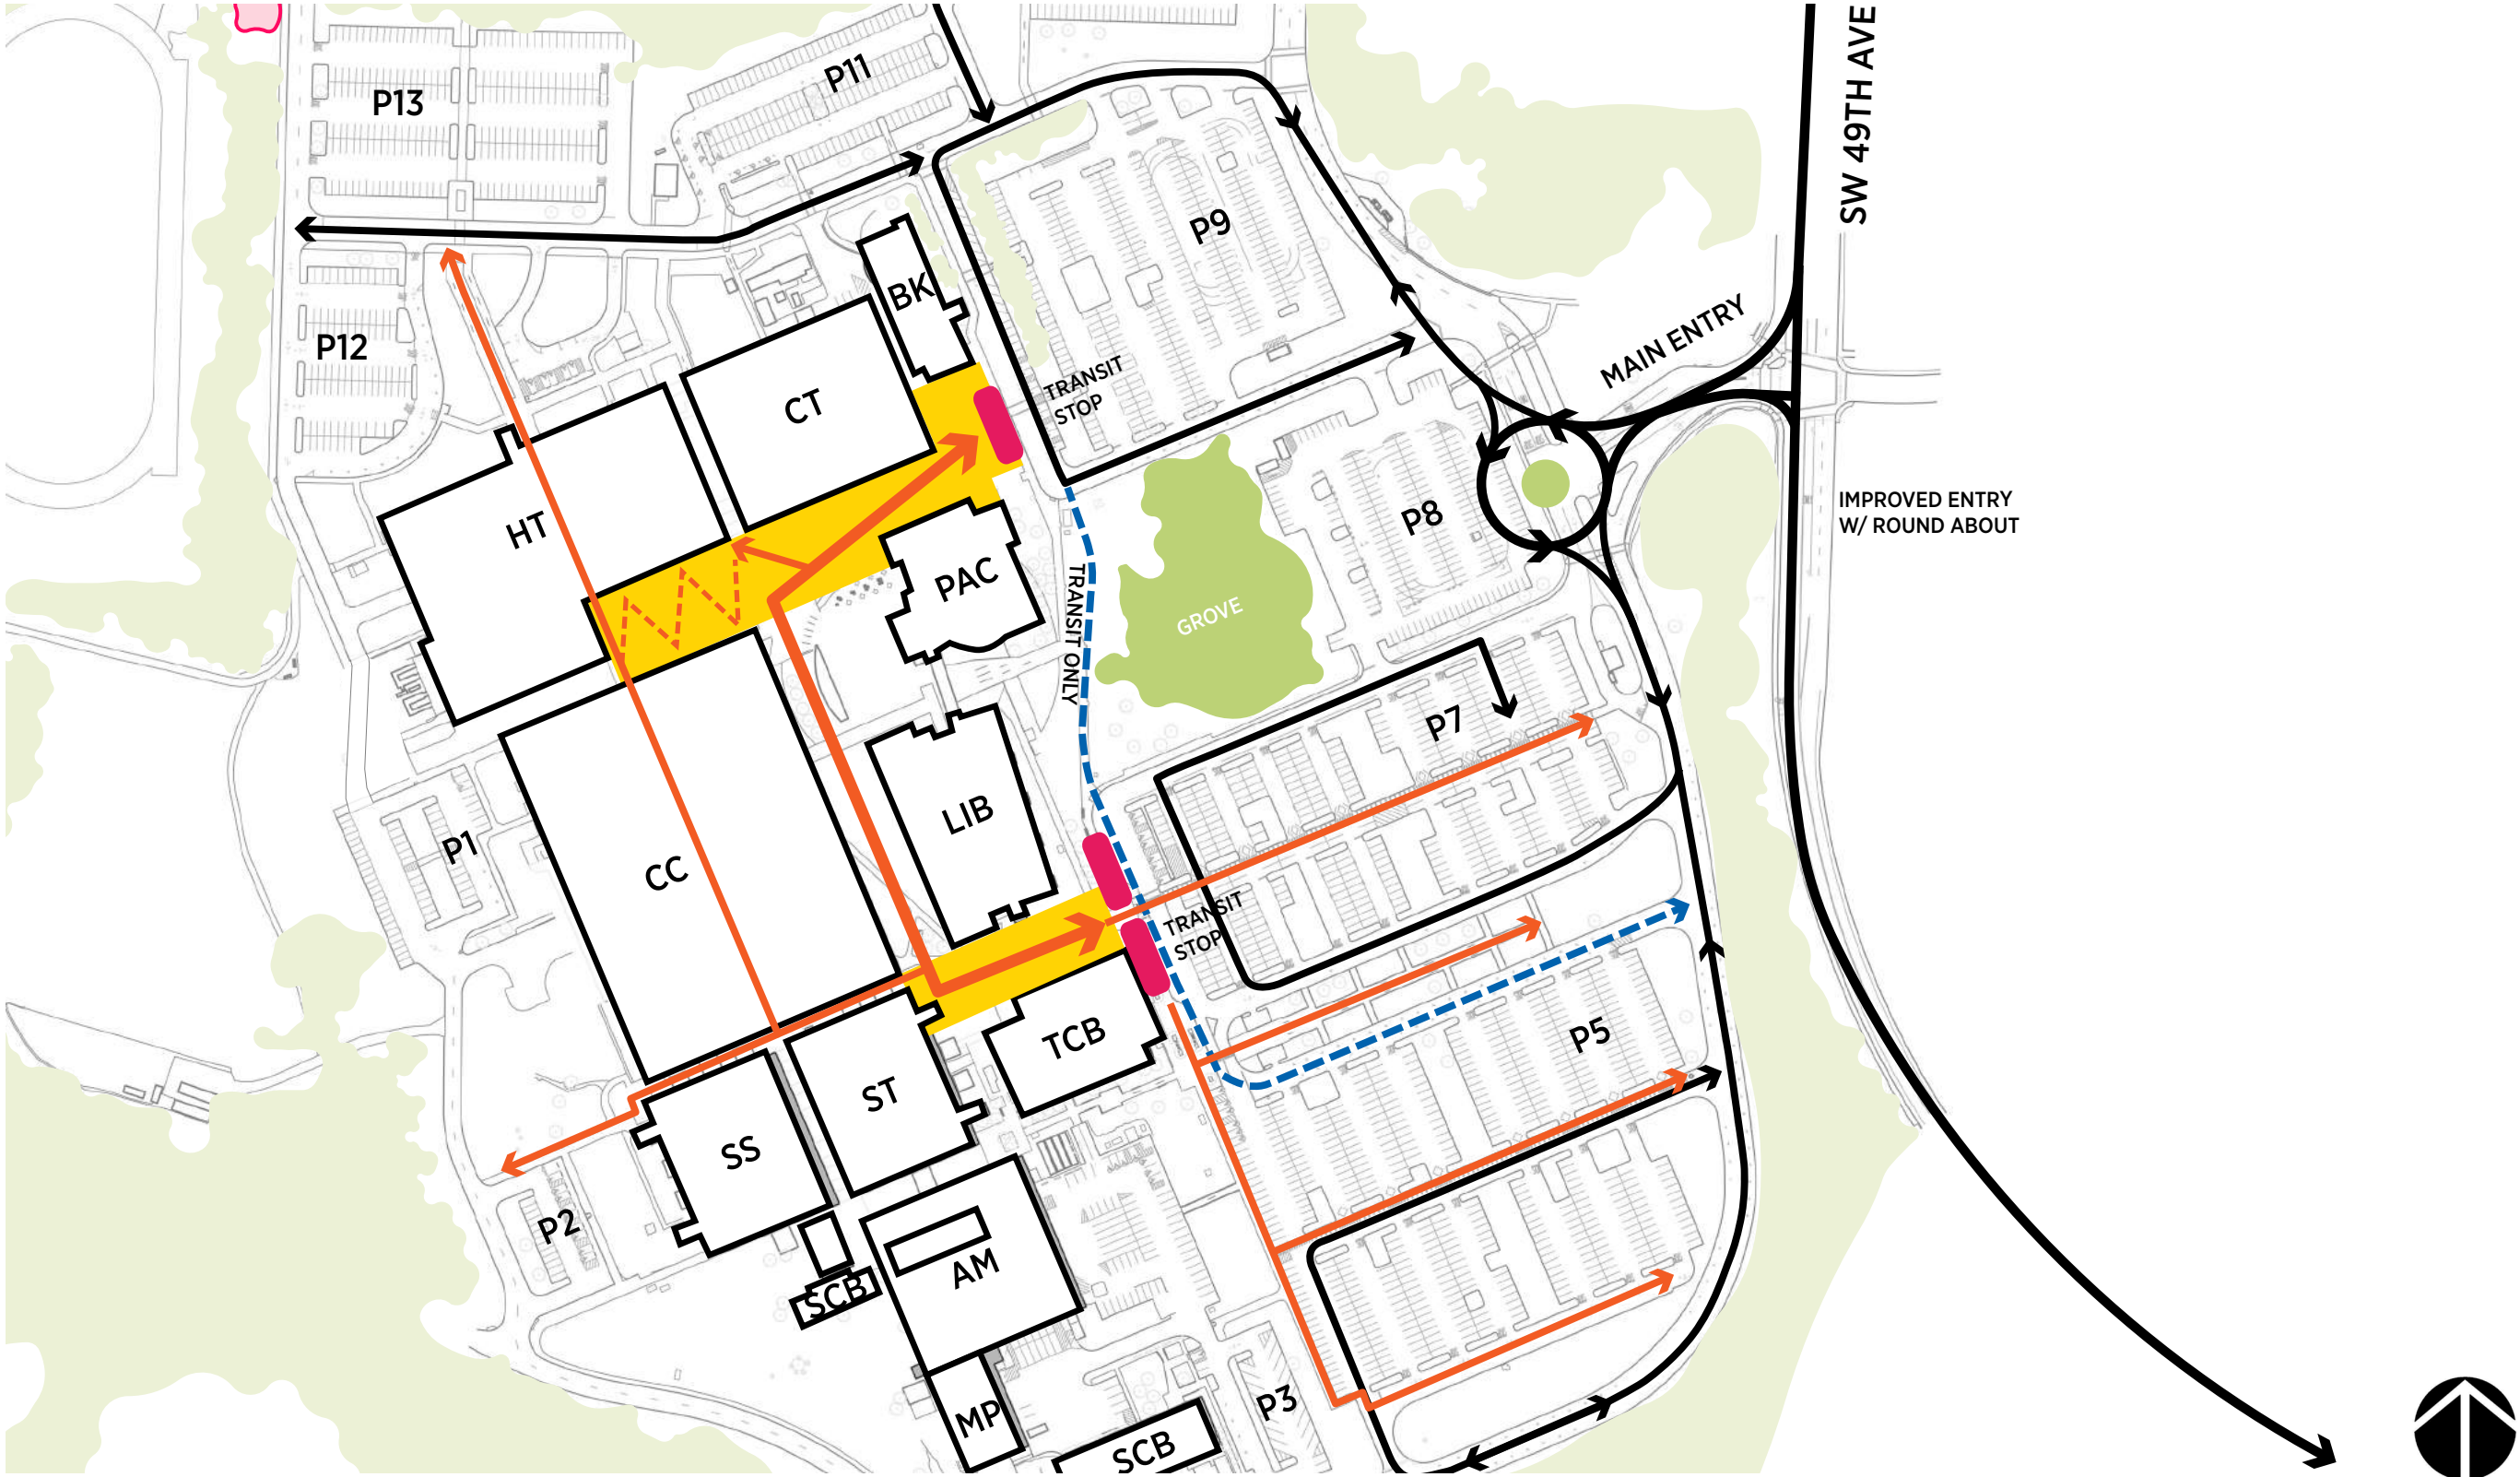 P11
SW 49TH AVE
P13
P9
BK
P12
MAIN ENTRY
TRANSIT
STOP
CT
IMPROVED ENTRY
W/ ROUND ABOUT
P8
HT
PAC
GROVE
TRANSIT ONLY
P7
LIB
P1
CC
TRANSIT
STOP
P5
TCB
ST
SS
P2
AM
SCB
P3
MP
SCB